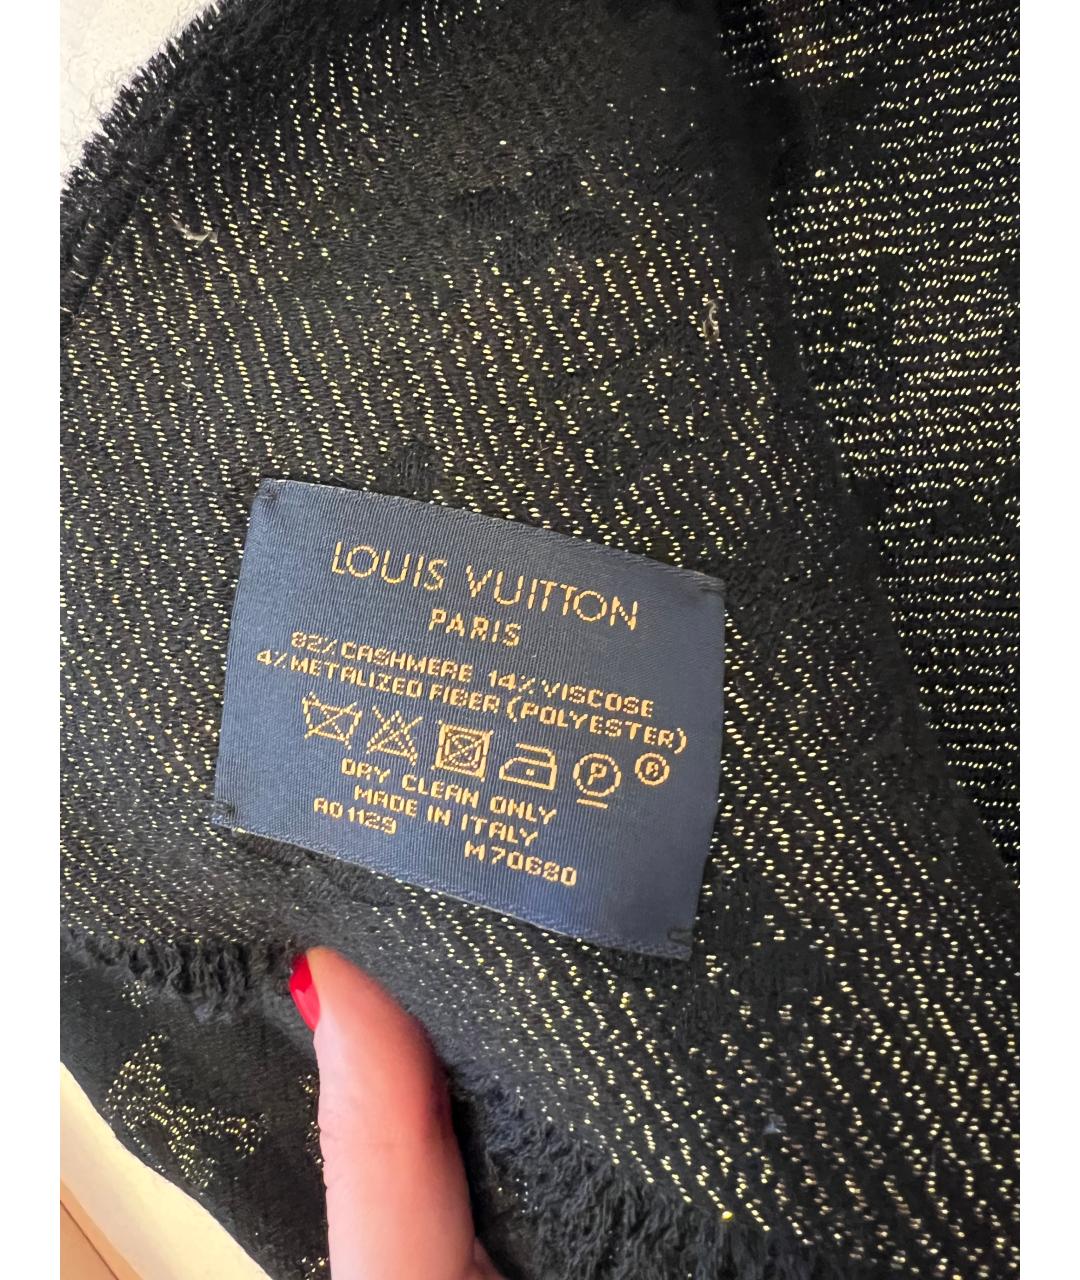 LOUIS VUITTON
PARIS
82% CASHMERE 14% VISCOSE
4% METALIZED FIBER (POLYESTER)
P ®
DRY CLEAN ONLY
MADE IN ITALY
AO1129
M70680